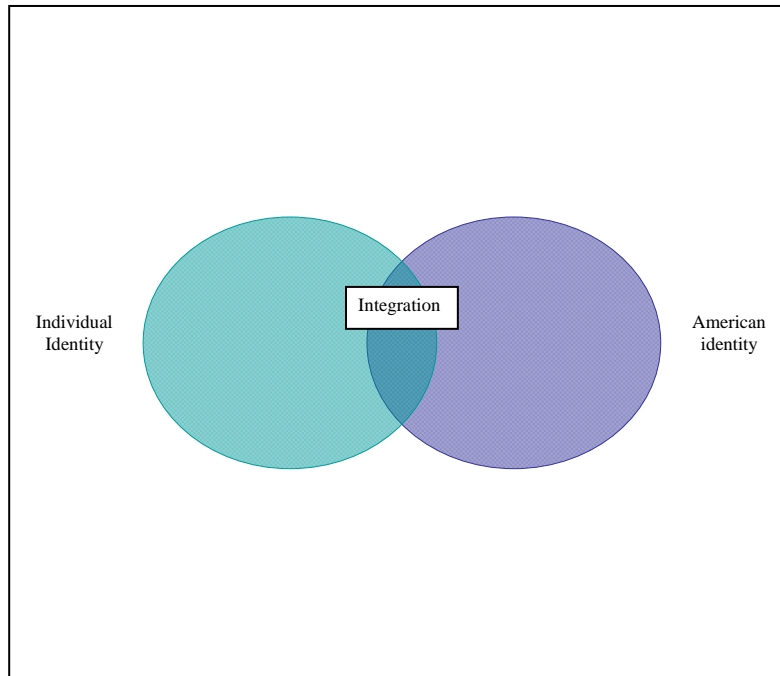 Integration
Individual
Identity
American
identity